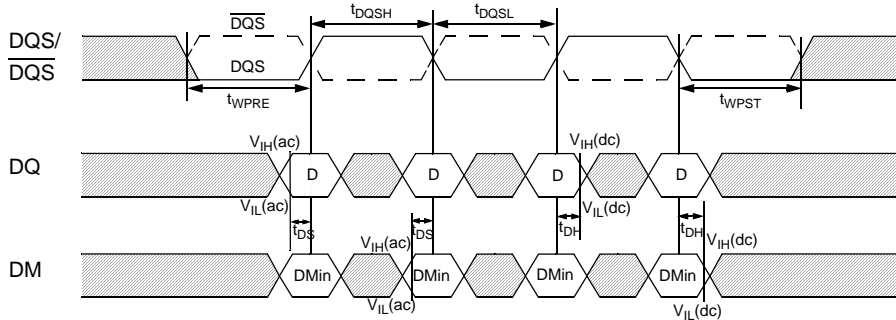 DQS tDQSH tDQSL
DQS/
DQS
DQS
tWPRE tWPST
VIH(ac) VIH(dc)
DQ D D D D
VIL(ac) VIL(dc)
tDS tDS tDH tDH
VIH(ac) VIH(dc)
DM DMin DMin DMin DMin
VIL(ac) VIL(dc)